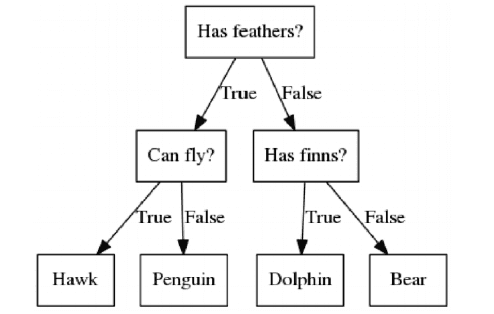 Has feathers?
True False
Can fly? Has finns?
True False True False
Hawk Penguin Dolphin Bear